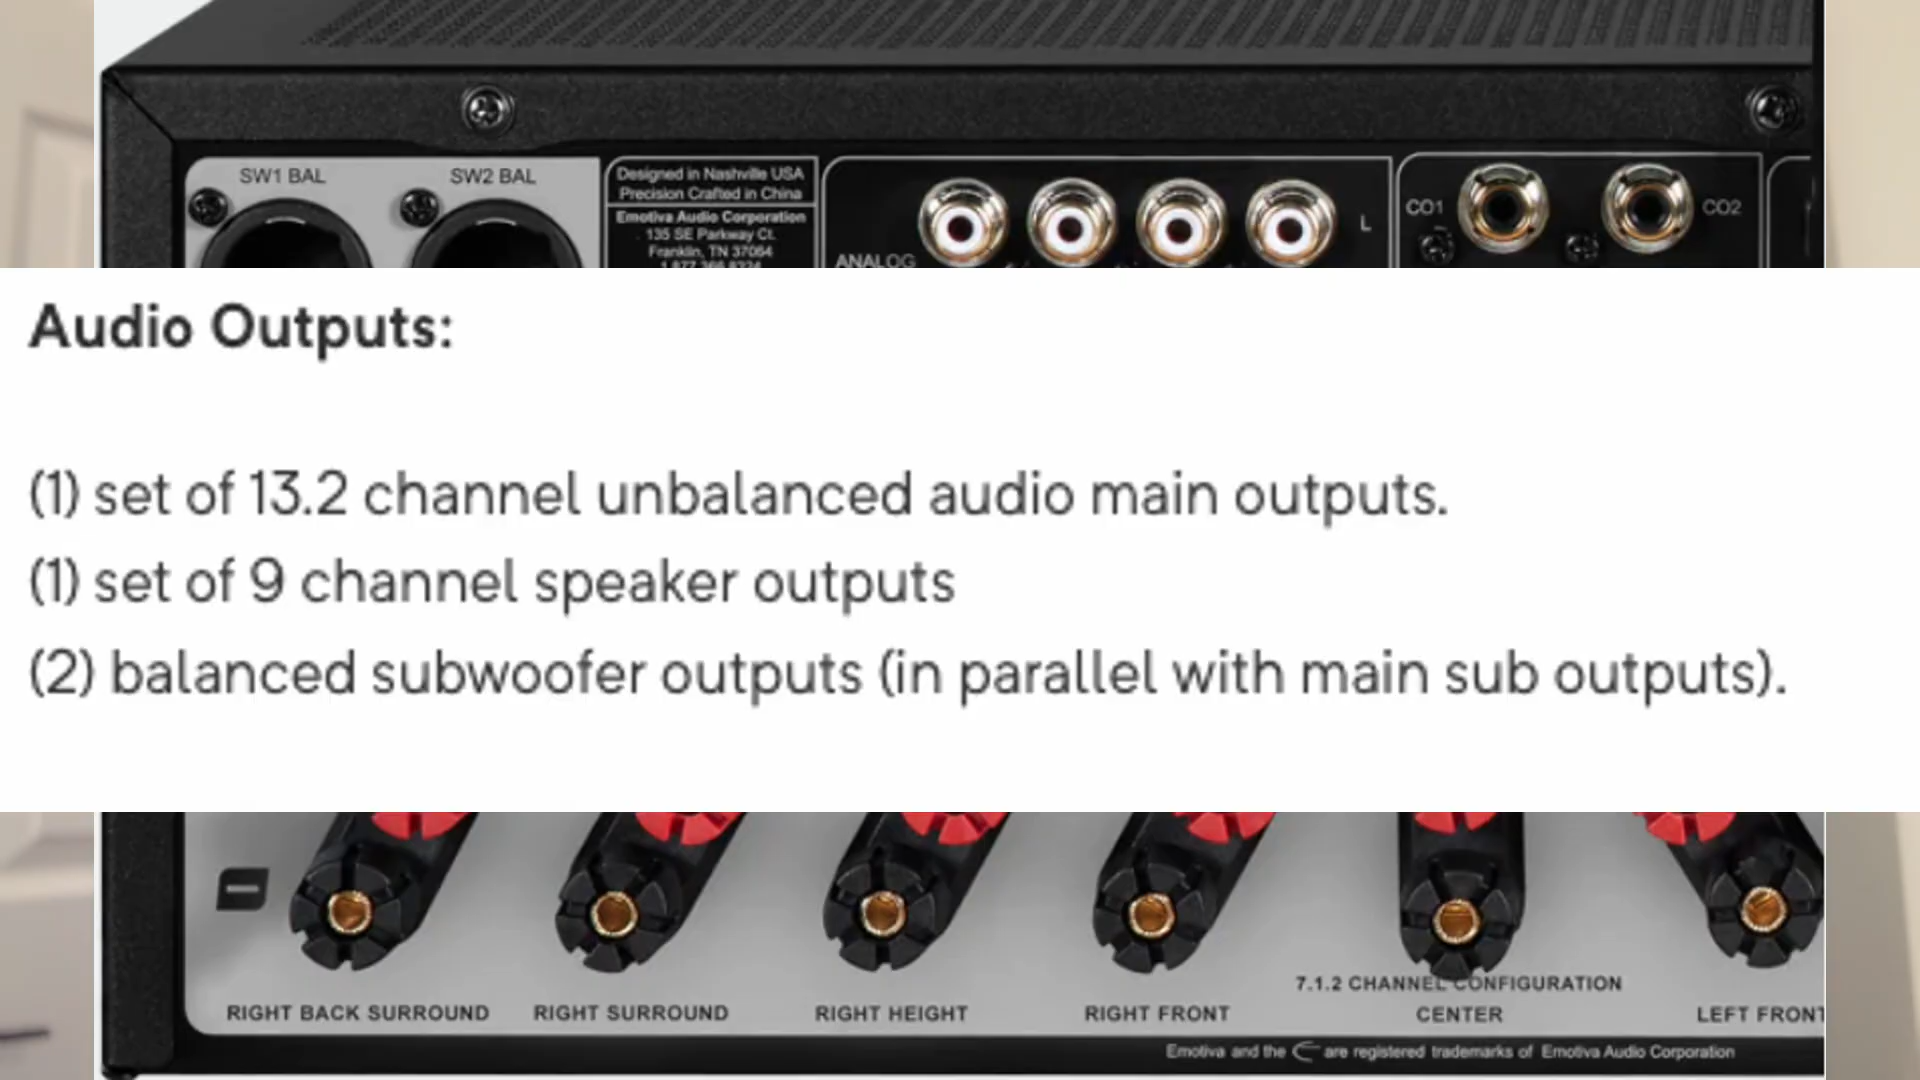 SW1 BAL
SW2 BAL
Designed in Nashville USA
Precision Crafted in China
Emotiva Audio Corporation
135 SE Parkway Ct.
Franklin, TN 37064
ANALOG
L
CO1
CO2
Audio Outputs:
(1) set of 13.2 channel unbalanced audio main outputs.
(1) set of 9 channel speaker outputs
(2) balanced subwoofer outputs (in parallel with main sub outputs).
7.1.2 CHANNEL CONFIGURATION
RIGHT BACK SURROUND
RIGHT SURROUND
RIGHT HEIGHT
RIGHT FRONT
CENTER
LEFT FRONT
Emotiva and the are registered trademarks of Emotiva Audio Corporation